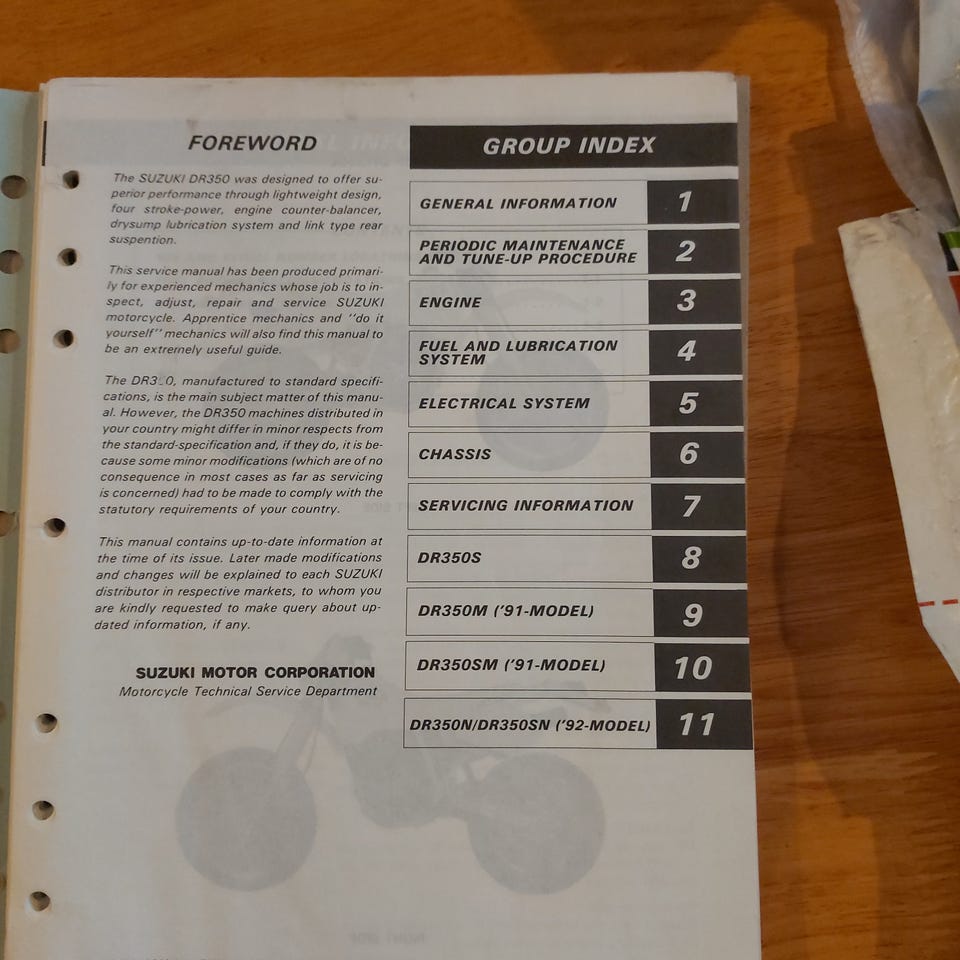 FOREWORD
The SUZUKI DR350 was designed to offer su-
perior performance through lightweight design,
four stroke-power, engine counter-balancer,
drysump lubrication system and link type rear
suspention.
This service manual has been produced primari-
ly for experienced mechanics whose job is to in-
spect, adjust, repair and service SUZUKI
motorcycle. Apprentice mechanics and ''do it
yourself'' mechanics will also find this manual to
be an extremely useful guide.
The DR350, manufactured to standard specifi-
cations, is the main subject matter of this manu-
al. However, the DR350 machines distributed in
your country might differ in minor respects from
the standard-specification and, if they do, it is be-
cause some minor modifications (which are of no
consequence in most cases as far as servicing
is concerned) had to be made to comply with the
statutory requirements of your country.
This manual contains up-to-date information at
the time of its issue. Later made modifications
and changes will be explained to each SUZUKI
distributor in respective markets, to whom you
are kindly requested to make query about up-
dated information, if any.
SUZUKI MOTOR CORPORATION
Motorcycle Technical Service Department
GROUP INDEX
GENERAL INFORMATION 1
PERIODIC MAINTENANCE
AND TUNE-UP PROCEDURE 2
ENGINE 3
FUEL AND LUBRICATION
SYSTEM 4
ELECTRICAL SYSTEM 5
CHASSIS 6
SERVICING INFORMATION 7
DR350S 8
DR350M ('91-MODEL) 9
DR350SM ('91-MODEL) 10
DR350N/DR350SN ('92-MODEL) 11